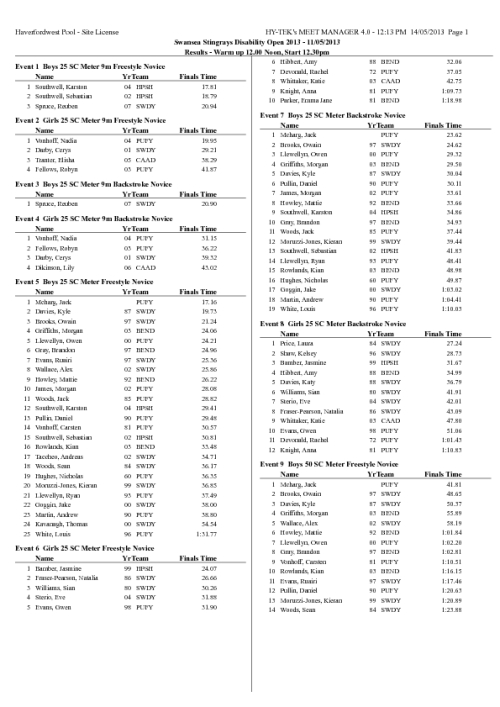 Haverfordwest Pool - Site License
HY-TEK's MEET MANAGER 4.0 - 12:13 PM 14/05/2013 Page 1
Swansea Stingrays Disability Open 2013 - 11/05/2013
Results - Warm up 12.00 Noon, Start 12.30pm
Event 1 Boys 25 SC Meter 9m Freestyle Novice
Name Yr Team Finals Time
1 Southwell, Karston 04 HPSH 17.81
2 Southwell, Sebastian 02 HPSH 18.79
3 Spruce, Reuben 07 SWDY 20.94
Event 2 Girls 25 SC Meter 9m Freestyle Novice
Name Yr Team Finals Time
1 Vonhoff, Nadia 04 PUFY 19.95
2 Darby, Cerys 01 SWDY 29.21
3 Tranter, Elisha 05 CAAD 38.29
4 Fellows, Robyn 03 PUFY 41.87
Event 3 Boys 25 SC Meter 9m Backstroke Novice
Name Yr Team Finals Time
1 Spruce, Reuben 07 SWDY 20.90
Event 4 Girls 25 SC Meter 9m Backstroke Novice
Name Yr Team Finals Time
1 Vonhoff, Nadia 04 PUFY 31.15
2 Fellows, Robyn 03 PUFY 36.22
3 Darby, Cerys 01 SWDY 39.32
4 Dikinson, Lily 06 CAAD 43.02
Event 5 Boys 25 SC Meter Freestyle Novice
Name Yr Team Finals Time
1 Mcharg, Jack PUFY 17.16
2 Davies, Kyle 87 SWDY 19.73
3 Brooks, Owain 97 SWDY 21.24
4 Griffiths, Morgan 03 BEND 24.06
5 Llewellyn, Owen 00 PUFY 24.21
6 Gray, Brandon 97 BEND 24.96
7 Evans, Ruairi 97 SWDY 25.36
8 Wallace, Alex 02 SWDY 25.86
9 Howley, Mattie 92 BEND 26.22
10 James, Morgan 02 PUFY 28.08
11 Woods, Jack 85 PUFY 28.82
12 Southwell, Karston 04 HPSH 29.41
13 Pullin, Daniel 90 PUFY 29.48
14 Vonhoff, Carsten 81 PUFY 30.57
15 Southwell, Sebastian 02 HPSH 30.81
16 Rowlands, Kian 03 BEND 33.48
17 Tacelseo, Andreas 02 SWDY 34.71
18 Woods, Sean 84 SWDY 36.17
19 Hughes, Nicholas 60 PUFY 36.35
20 Moruzzi-Jones, Kieran 99 SWDY 36.85
21 Llewellyn, Ryan 93 PUFY 37.49
22 Goggin, Jake 00 SWDY 38.00
23 Martin, Andrew 90 PUFY 38.80
24 Kavanagh, Thomas 00 SWDY 54.54
25 White, Louis 96 PUFY 1:31.77
Event 6 Girls 25 SC Meter Freestyle Novice
Name Yr Team Finals Time
1 Bamber, Jasmine 99 HPSH 24.07
2 Fraser-Pearson, Natalia 86 SWDY 26.66
3 Williams, Sian 80 SWDY 30.26
4 Sterio, Eve 04 SWDY 31.88
5 Evans, Gwen 98 PUFY 31.90
6 Hibbert, Amy 88 BEND 32.06
7 Devonald, Rachel 72 PUFY 37.05
8 Whittaker, Katie 03 CAAD 42.75
9 Knight, Anna 81 PUFY 1:09.73
10 Parker, Emma Jane 81 BEND 1:18.98
Event 7 Boys 25 SC Meter Backstroke Novice
Name Yr Team Finals Time
1 Mcharg, Jack PUFY 23.62
2 Brooks, Owain 97 SWDY 24.62
3 Llewellyn, Owen 00 PUFY 29.32
4 Griffiths, Morgan 03 BEND 29.58
5 Davies, Kyle 87 SWDY 30.04
6 Pullin, Daniel 90 PUFY 30.11
7 James, Morgan 02 PUFY 33.61
8 Howley, Mattie 92 BEND 33.66
9 Southwell, Karston 04 HPSH 34.86
10 Gray, Brandon 97 BEND 34.93
11 Woods, Jack 85 PUFY 37.44
12 Moruzzi-Jones, Kieran 99 SWDY 39.44
13 Southwell, Sebastian 02 HPSH 41.83
14 Llewellyn, Ryan 93 PUFY 48.41
15 Rowlands, Kian 03 BEND 48.98
16 Hughes, Nicholas 60 PUFY 49.87
17 Goggin, Jake 00 SWDY 1:03.02
18 Martin, Andrew 90 PUFY 1:04.41
19 White, Louis 96 PUFY 1:10.03
Event 8 Girls 25 SC Meter Backstroke Novice
Name Yr Team Finals Time
1 Price, Laura 84 SWDY 27.24
2 Shaw, Kelsey 96 SWDY 28.73
3 Bamber, Jasmine 99 HPSH 31.67
4 Hibbert, Amy 88 BEND 34.99
5 Davies, Katy 88 SWDY 36.79
6 Williams, Sian 80 SWDY 41.91
7 Sterio, Eve 04 SWDY 42.01
8 Fraser-Pearson, Natalia 86 SWDY 43.09
9 Whittaker, Katie 03 CAAD 47.80
10 Evans, Gwen 98 PUFY 51.06
11 Devonald, Rachel 72 PUFY 1:01.43
12 Knight, Anna 81 PUFY 1:10.83
Event 9 Boys 50 SC Meter Freestyle Novice
Name Yr Team Finals Time
1 Mcharg, Jack PUFY 41.81
2 Brooks, Owain 97 SWDY 48.65
3 Davies, Kyle 87 SWDY 50.37
4 Griffiths, Morgan 03 BEND 55.89
5 Wallace, Alex 02 SWDY 58.19
6 Howley, Mattie 92 BEND 1:01.84
7 Llewellyn, Owen 00 PUFY 1:02.20
8 Gray, Brandon 97 BEND 1:02.81
9 Vonhoff, Carsten 81 PUFY 1:10.51
10 Rowlands, Kian 03 BEND 1:16.15
11 Evans, Ruairi 97 SWDY 1:17.46
12 Pullin, Daniel 90 PUFY 1:20.63
13 Moruzzi-Jones, Kieran 99 SWDY 1:20.89
14 Woods, Sean 84 SWDY 1:23.88